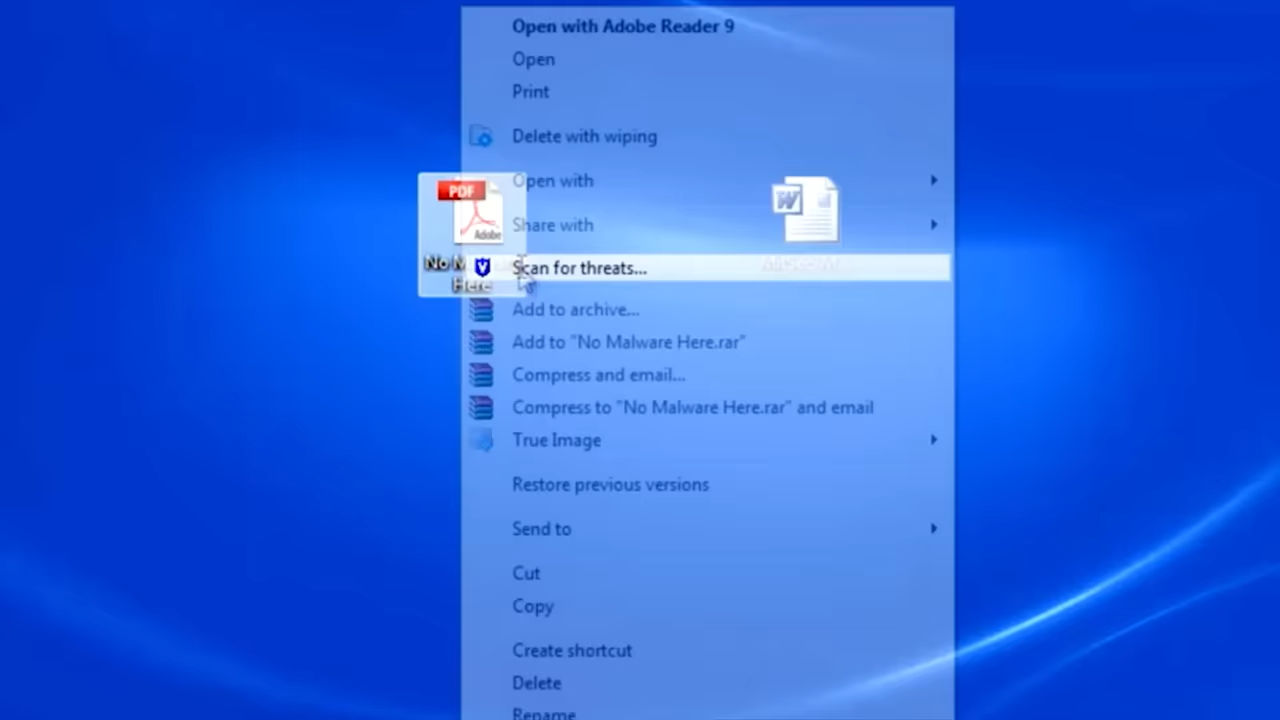 Open with Adobe Reader 9
Open
Print
Delete with wiping
Open with
PDF
Adobe
Share with
No M
Here
Scan for threats...
Add to archive...
Add to "No Malware Here.rar"
Compress and email...
Compress to "No Malware Here.rar" and email
True Image
Restore previous versions
Send to
Cut
Copy
Create shortcut
Delete
Rename